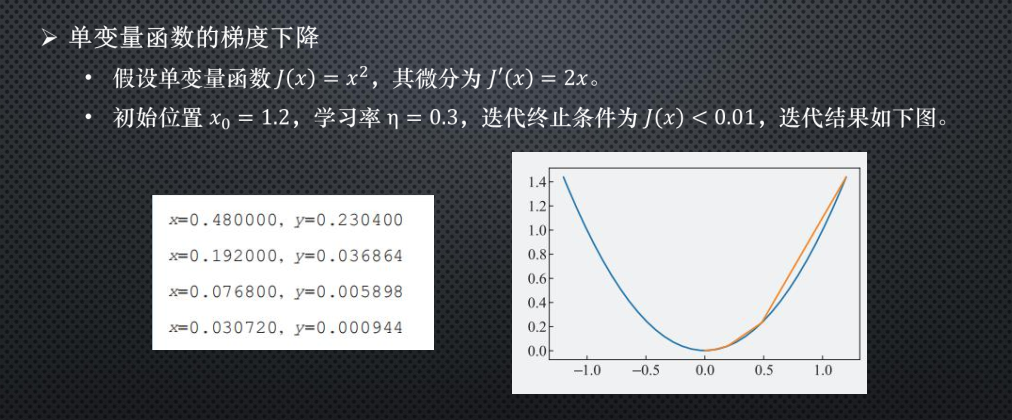 ➢ 单变量函数的梯度下降
• 假设单变量函数 J(x) = x²，其微分为 J′(x) = 2x。
• 初始位置 x₀ = 1.2，学习率 η = 0.3，迭代终止条件为 J(x) < 0.01，迭代结果如下图。
x=0.480000, y=0.230400
x=0.192000, y=0.036864
x=0.076800, y=0.005898
x=0.030720, y=0.000944
1.4
1.2
1.0
0.8
0.6
0.4
0.2
0.0
−1.0 −0.5 0.0 0.5 1.0